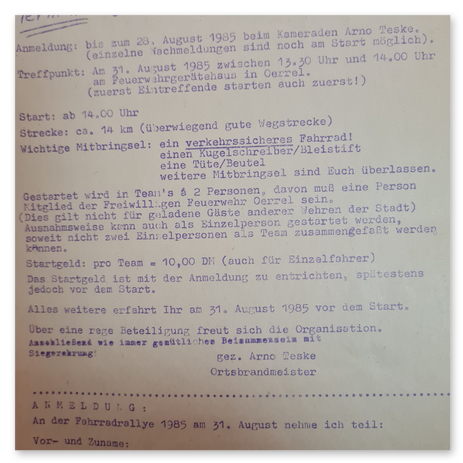 Anmeldung: bis zum 28. August 1985 beim Kameraden Arno Teske.
(einzelne Nachmeldungen sind noch am Start möglich).
Treffpunkt: Am 31. August 1985 zwischen 13.30 Uhr und 14.00 Uhr
am Feuerwehrgerätehaus in Oerrel.
(zuerst Eintreffende starten auch zuerst!)
Start: ab 14.00 Uhr
Strecke: ca. 14 km (überwiegend gute Wegstrecke)
Wichtige Mitbringsel: ein verkehrssicheres Fahrrad!
einen Kugelschreiber/Bleistift
eine Tüte/Beutel
weitere Mitbringsel sind Euch überlassen.
Gestartet wird in Team's á 2 Personen, davon muß eine Person
Mitglied der Freiwilligen Feuerwehr Oerrel sein.
(Dies gilt nicht für geladene Gäste anderer Wehren der Stadt)
Ausnahmsweise kann auch als Einzelperson gestartet werden,
soweit nicht zwei Einzelpersonen als Team zusammengefaßt werden
können.
Startgeld: pro Team = 10,00 DM (auch für Einzelfahrer)
Das Startgeld ist mit der Anmeldung zu entrichten, spätestens
jedoch vor dem Start.
Alles weitere erfahrt Ihr am 31. August 1985 vor dem Start.
Über eine rege Beteiligung freut sich die Organisation.
Anschließend wie immer gemütliches Beisammensein mit
Siegerehrung!
gez. Arno Teske
Ortsbrandmeister
ANMELDUNG:
An der Fahrradrallye 1985 am 31. August nehme ich teil:
Vor- und Zuname: